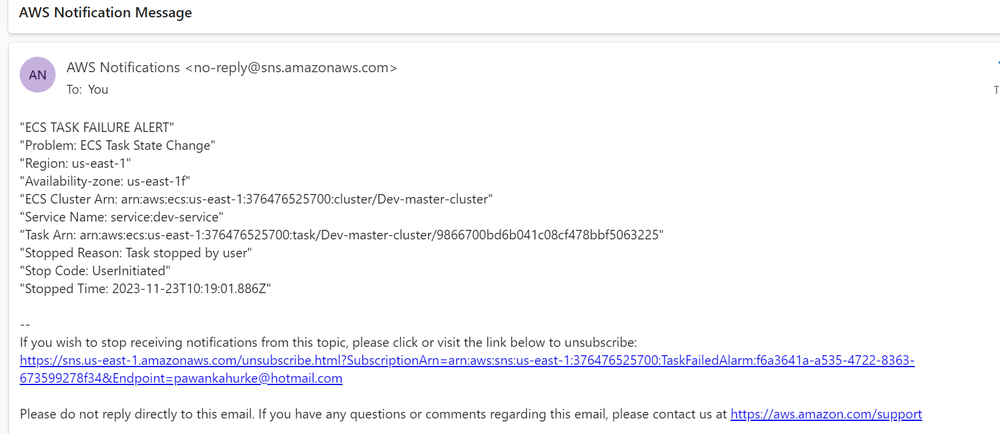 AWS Notification Message
AN
AWS Notifications <no-reply@sns.amazonaws.com>
To: You
T
"ECS TASK FAILURE ALERT"
"Problem: ECS Task State Change"
"Region: us-east-1"
"Availability-zone: us-east-1f"
"ECS Cluster Arn: arn:aws:ecs:us-east-1:376476525700:cluster/Dev-master-cluster"
"Service Name: service:dev-service"
"Task Arn: arn:aws:ecs:us-east-1:376476525700:task/Dev-master-cluster/9866700bd6b041c08cf478bbf5063225"
"Stopped Reason: Task stopped by user"
"Stop Code: UserInitiated"
"Stopped Time: 2023-11-23T10:19:01.886Z"
--
If you wish to stop receiving notifications from this topic, please click or visit the link below to unsubscribe:
https://sns.us-east-1.amazonaws.com/unsubscribe.html?SubscriptionArn=arn:aws:sns:us-east-1:376476525700:TaskFailedAlarm:f6a3641a-a535-4722-8363-
673599278f34&Endpoint=pawankahurke@hotmail.com
Please do not reply directly to this email. If you have any questions or comments regarding this email, please contact us at https://aws.amazon.com/support